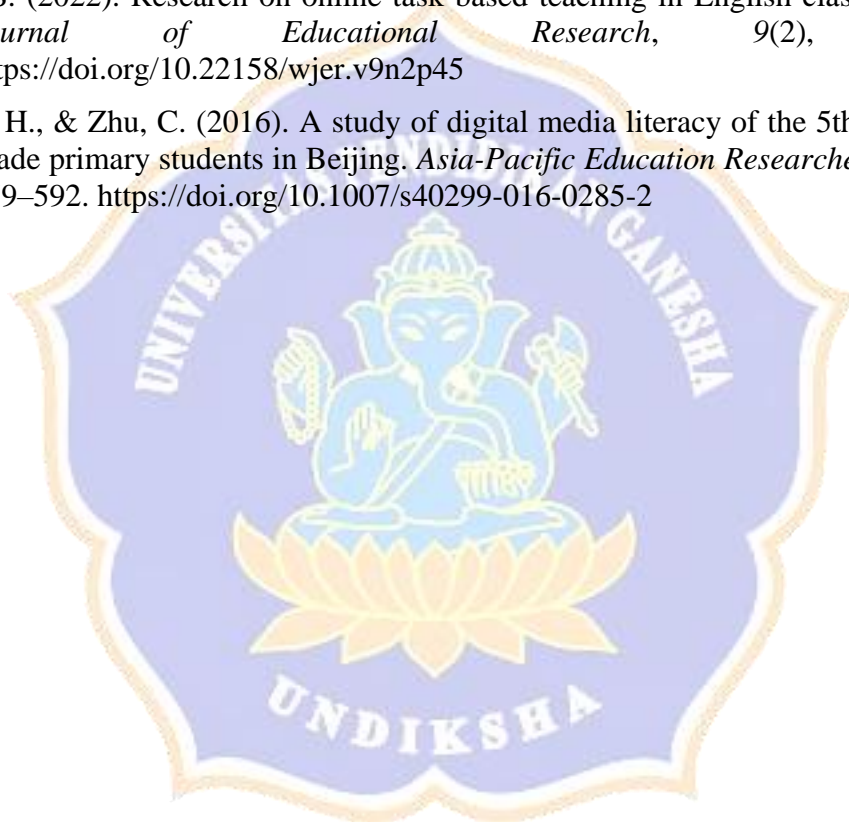 . (2022). Research on online task based teaching in English clas
urnal of Educational Research, 9(2),
tps://doi.org/10.22158/wjer.v9n2p45
H., & Zhu, C. (2016). A study of digital media literacy of the 5th
ade primary students in Beijing. Asia-Pacific Education Researche
9–592. https://doi.org/10.1007/s40299-016-0285-2
UNIVERSITAS PENDIDIKAN GANESHA
UNDIKSHA